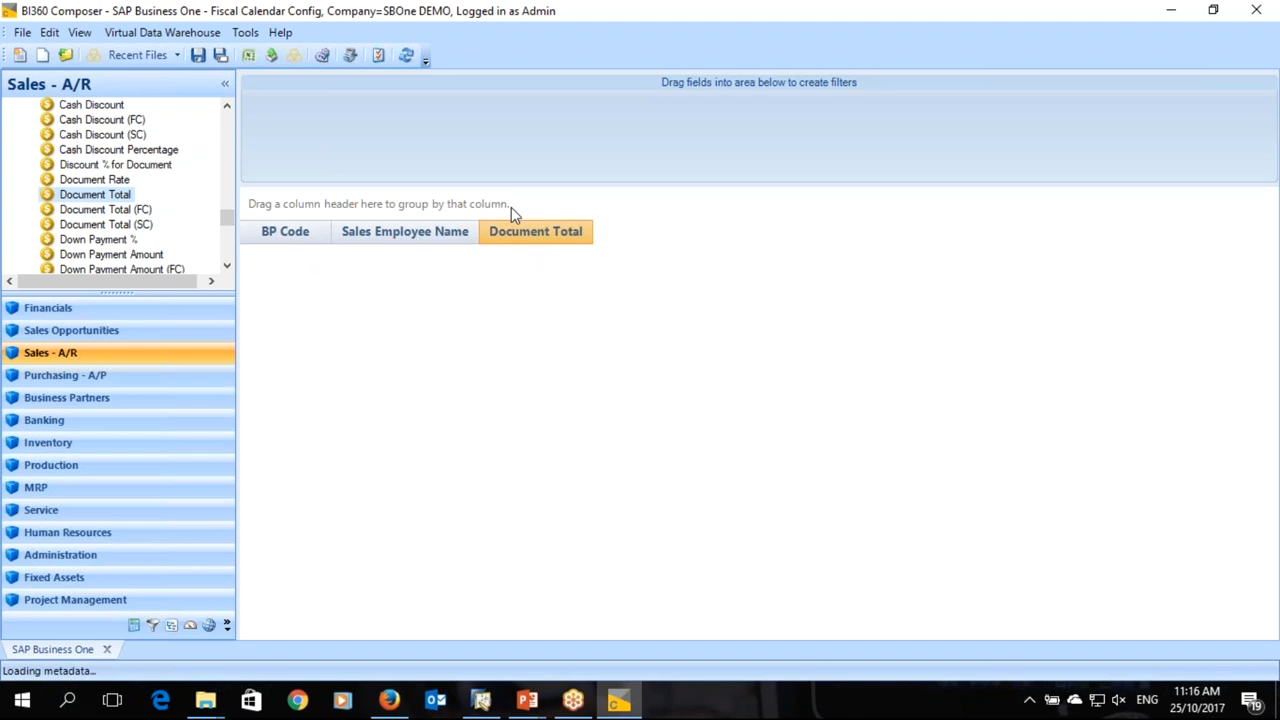 BI360 Composer - SAP Business One - Fiscal Calendar Config, Company=SBOne DEMO, Logged in as Admin
File Edit View Virtual Data Warehouse Tools Help
Recent Files
Sales - A/R
Drag fields into area below to create filters
Cash Discount
Cash Discount (FC)
Cash Discount (SC)
Cash Discount Percentage
Discount % for Document
Document Rate
Document Total
Document Total (FC)
Document Total (SC)
Down Payment %
Down Payment Amount
Down Payment Amount (FC)
Drag a column header here to group by that column.
BP Code Sales Employee Name Document Total
Financials
Sales Opportunities
Sales - A/R
Purchasing - A/P
Business Partners
Banking
Inventory
Production
MRP
Service
Human Resources
Administration
Fixed Assets
Project Management
SAP Business One
Loading metadata...
ENG
11:16 AM
25/10/2017
19